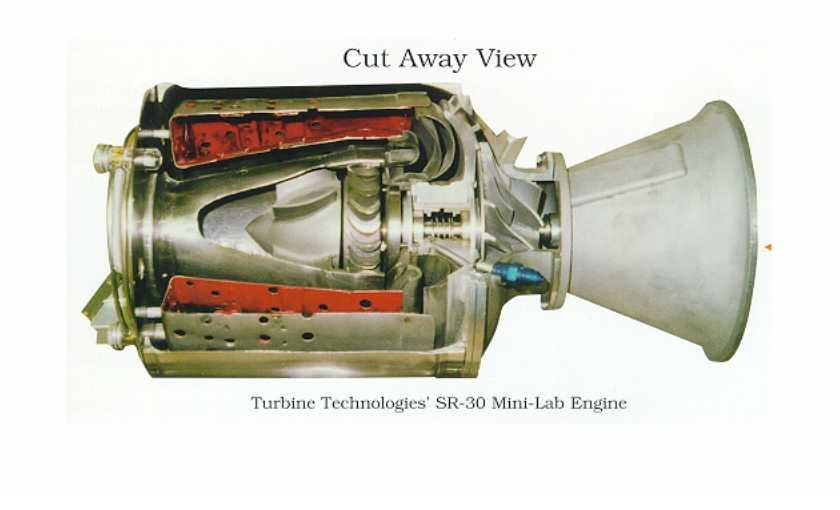 Cut Away View
Turbine Technologies' SR-30 Mini-Lab Engine